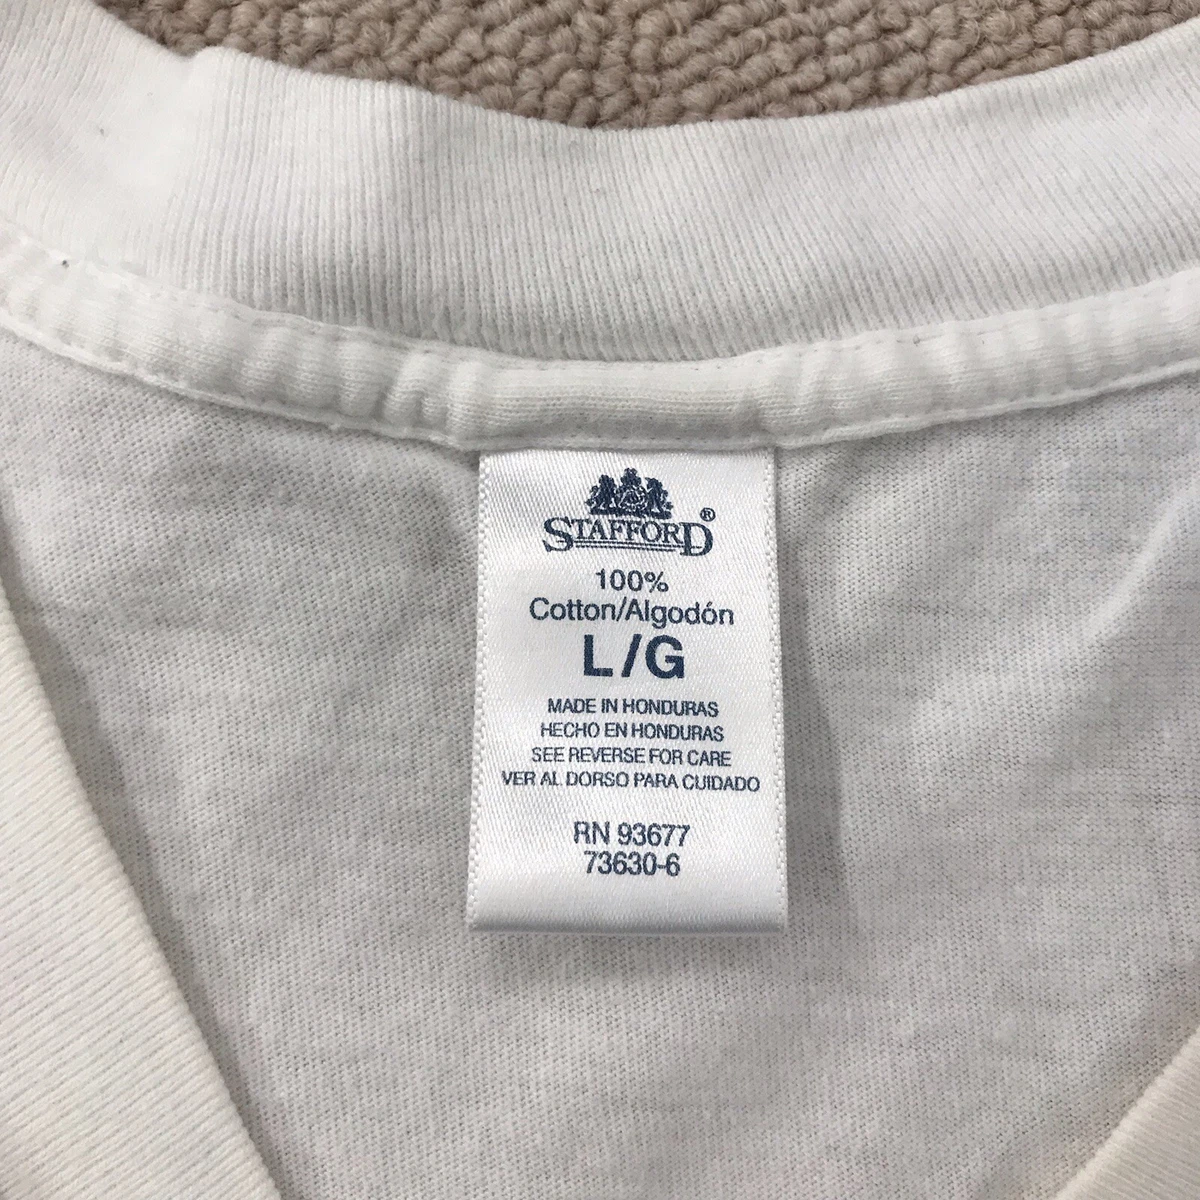 STAFFORD®
100%
Cotton/Algodón
L/G
MADE IN HONDURAS
HECHO EN HONDURAS
SEE REVERSE FOR CARE
VER AL DORSO PARA CUIDADO
RN 93677
73630-6